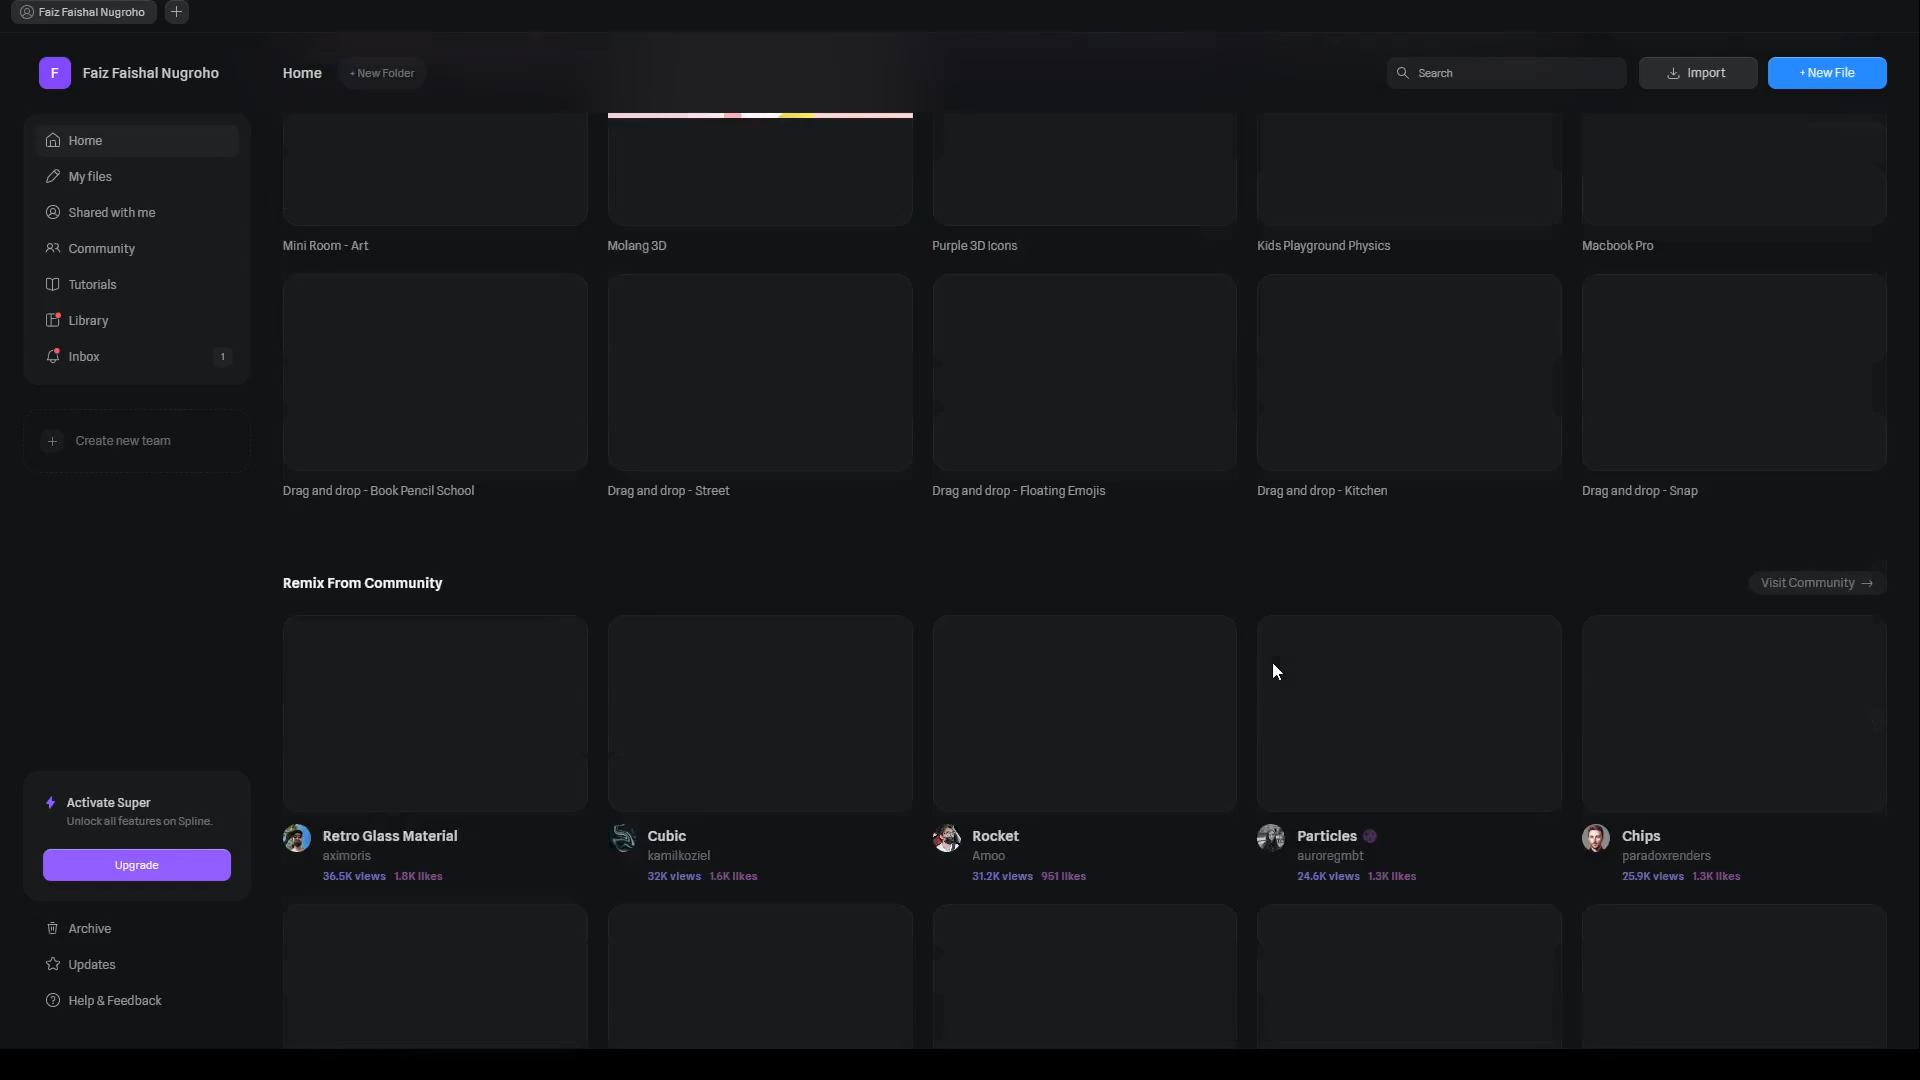 Faiz Faishal Nugroho
F
Faiz Faishal Nugroho
Home
+ New Folder
Search
Import
+ New File
Home
My files
Shared with me
Community
Tutorials
Library
Inbox
1
Create new team
Mini Room - Art
Molang 3D
Purple 3D Icons
Kids Playground Physics
Macbook Pro
Drag and drop - Book Pencil School
Drag and drop - Street
Drag and drop - Floating Emojis
Drag and drop - Kitchen
Drag and drop - Snap
Remix From Community
Visit Community →
Retro Glass Material
aximoris
36.5K views 1.8K likes
Cubic
kamilkoziel
32K views 1.6K likes
Rocket
Amoo
31.2K views 951 likes
Particles
auroregmbt
24.6K views 1.3K likes
Chips
paradoxrenders
25.9K views 1.3K likes
Activate Super
Unlock all features on Spline.
Upgrade
Archive
Updates
Help & Feedback